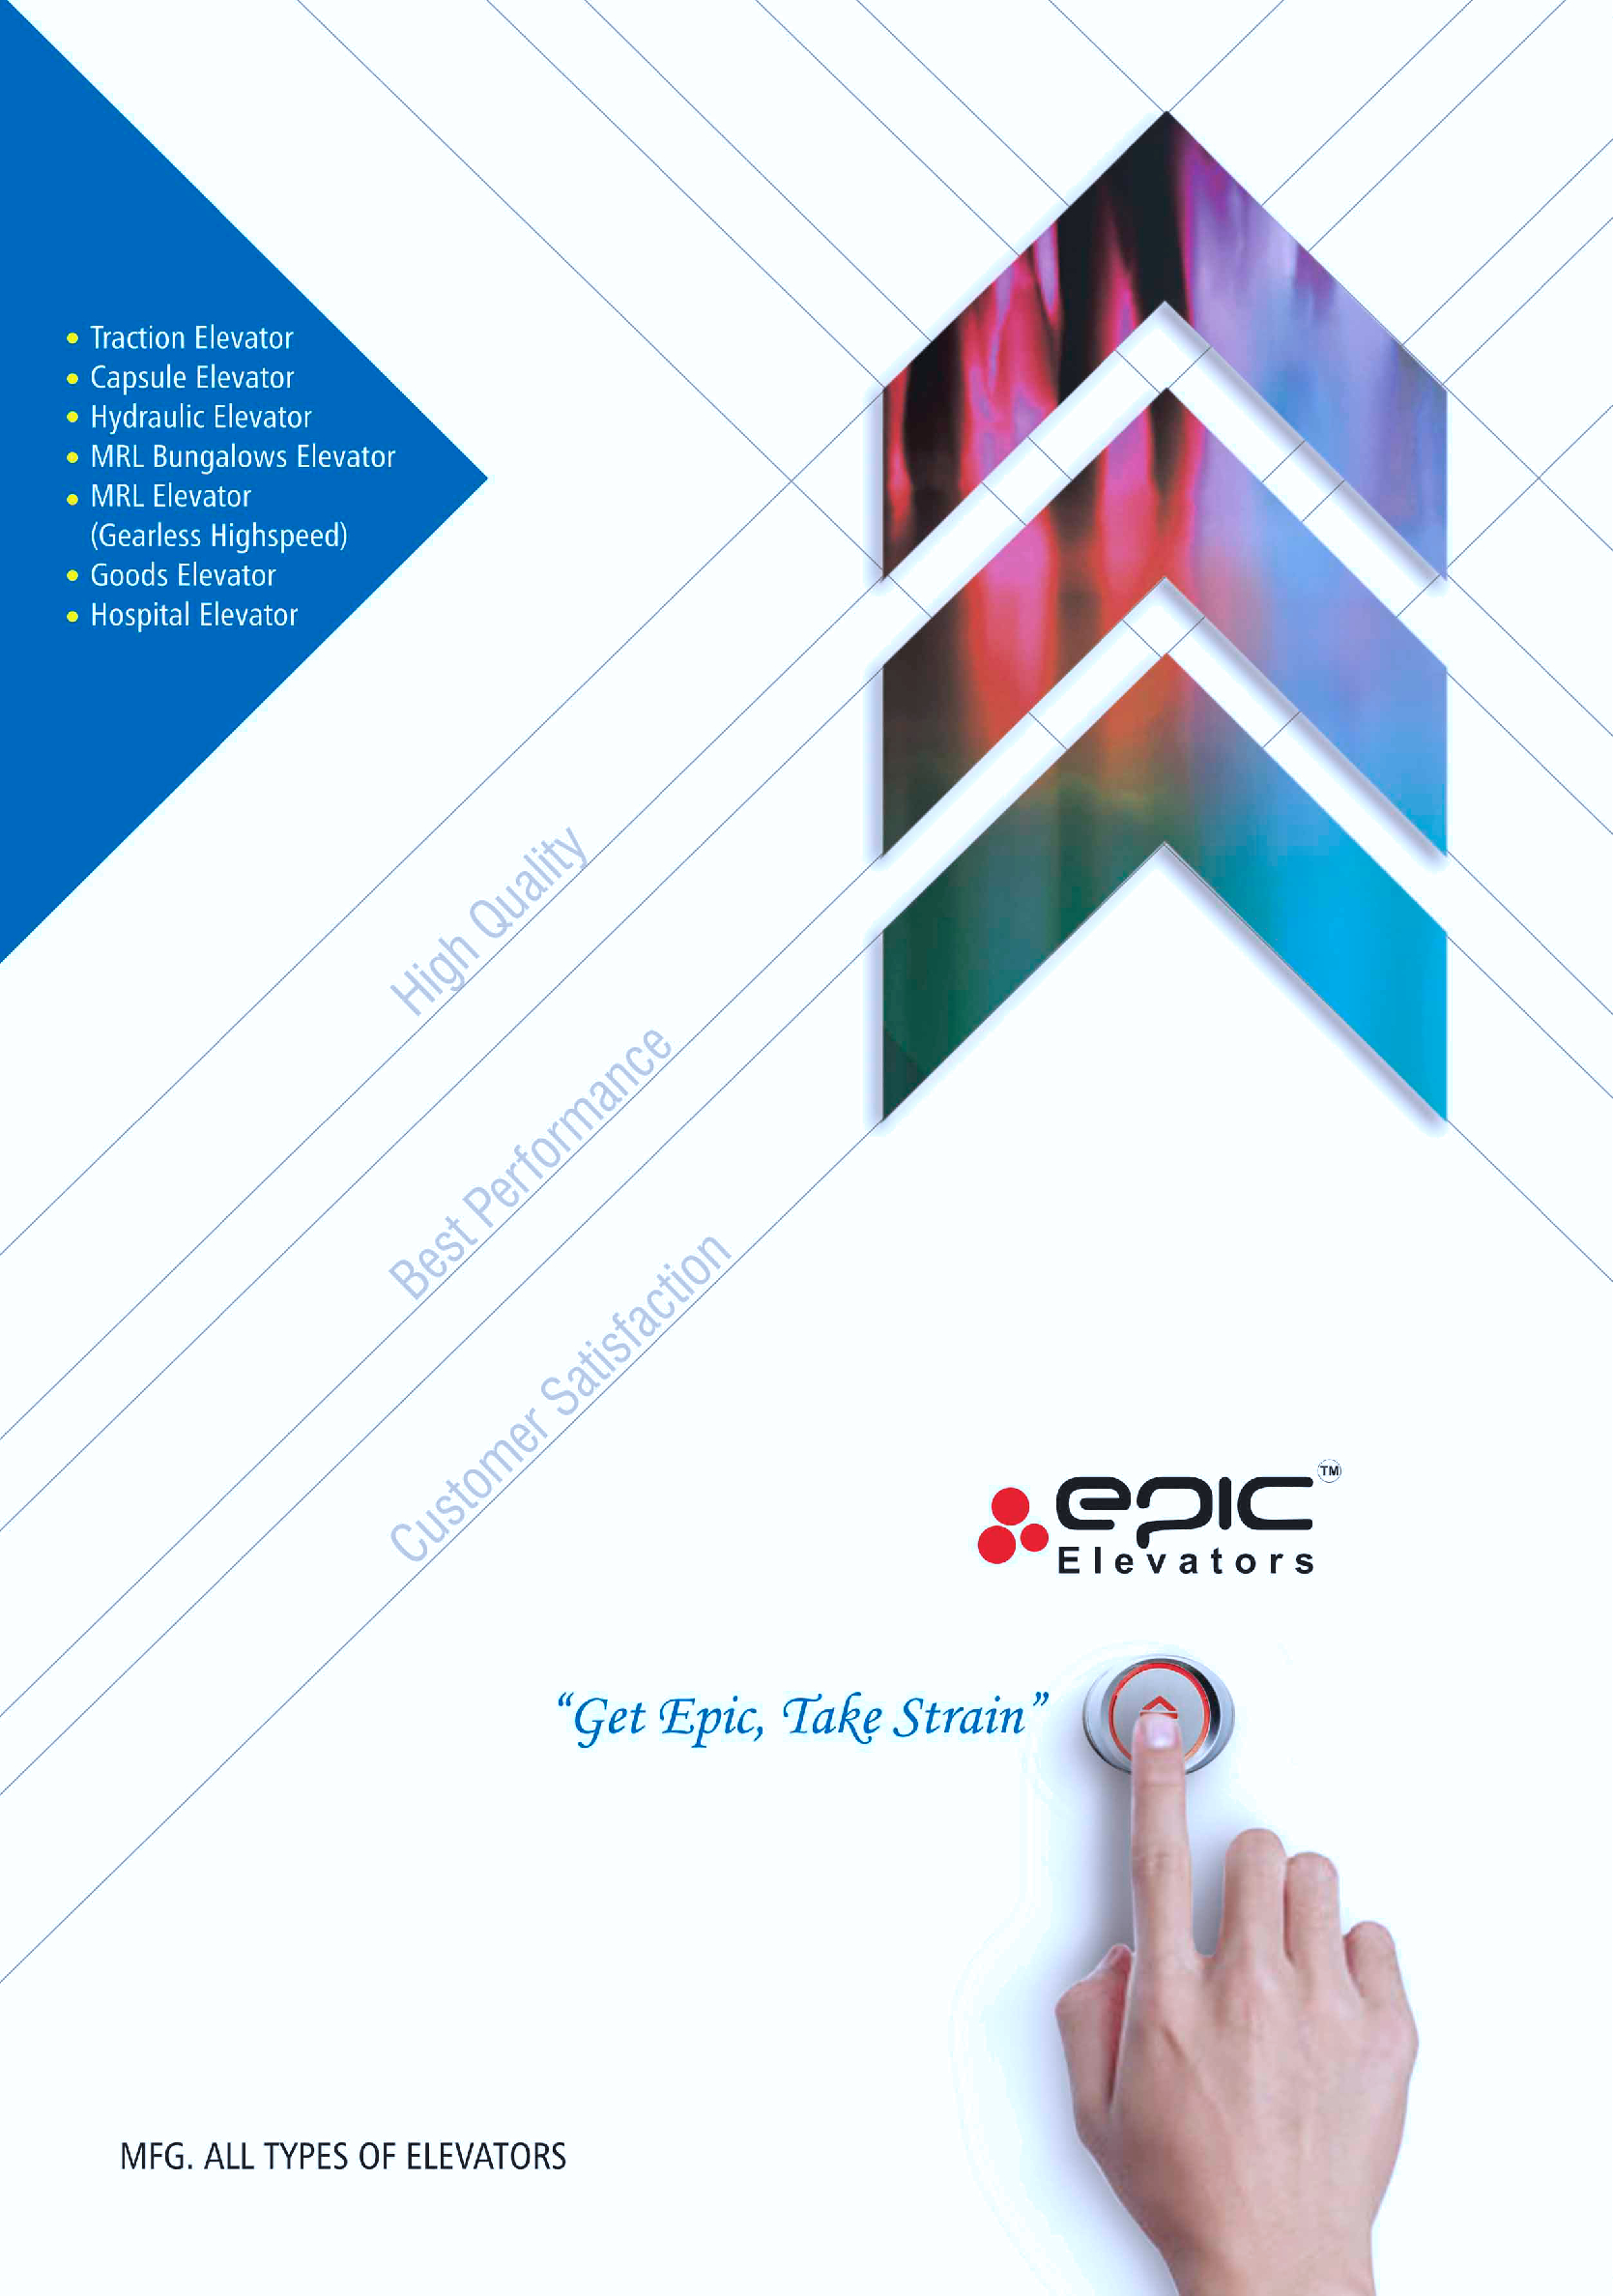 • Traction Elevator
• Capsule Elevator
• Hydraulic Elevator
• MRL Bungalows Elevator
• MRL Elevator
(Gearless Highspeed)
• Goods Elevator
• Hospital Elevator
High Quality
Best Performance
Customer Satisfaction
epic™
Elevators
“Get Epic, Take Strain”
MFG. ALL TYPES OF ELEVATORS